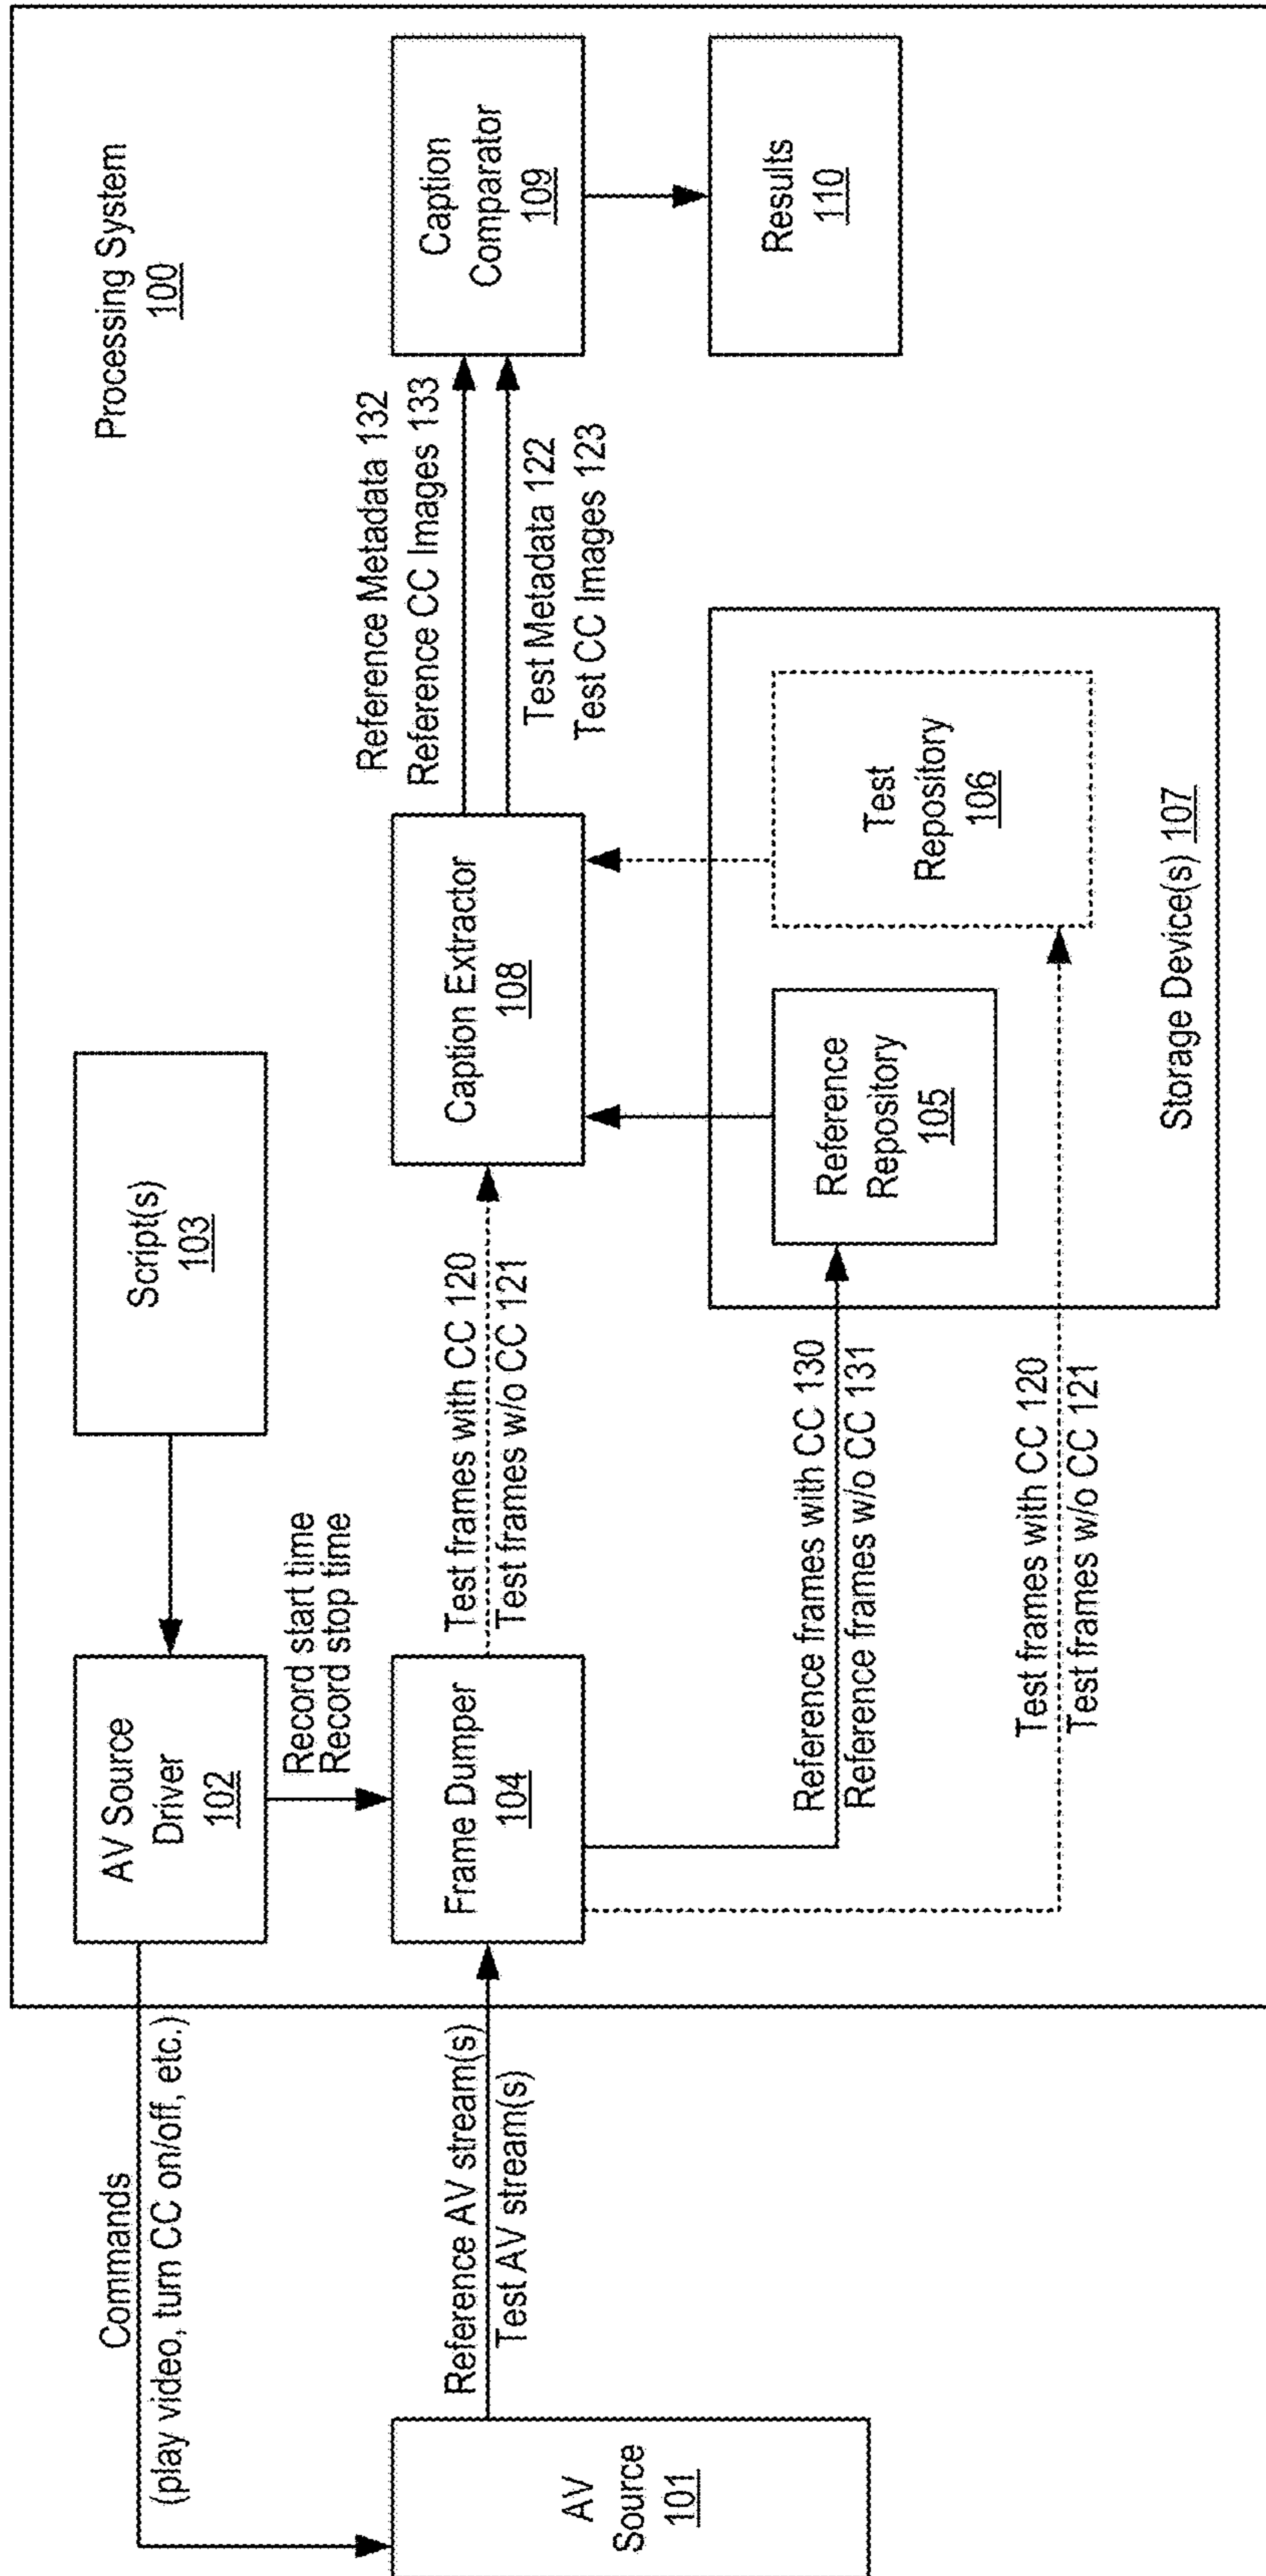 Processing System
100
Commands
(play video, turn CC on/off, etc.)
AV Source
Driver
102
Script(s)
103
Record start time
Record stop time
AV
Source
101
Reference AV stream(s)
Test AV stream(s)
Frame Dumper
104
Test frames with CC 120
Test frames w/o CC 121
Caption Extractor
108
Reference Metadata 132
Reference CC Images 133
Test Metadata 122
Test CC Images 123
Caption
Comparator
109
Results
110
Reference frames with CC 130
Reference frames w/o CC 131
Reference
Repository
105
Test
Repository
106
Test frames with CC 120
Test frames w/o CC 121
Storage Device(s) 107